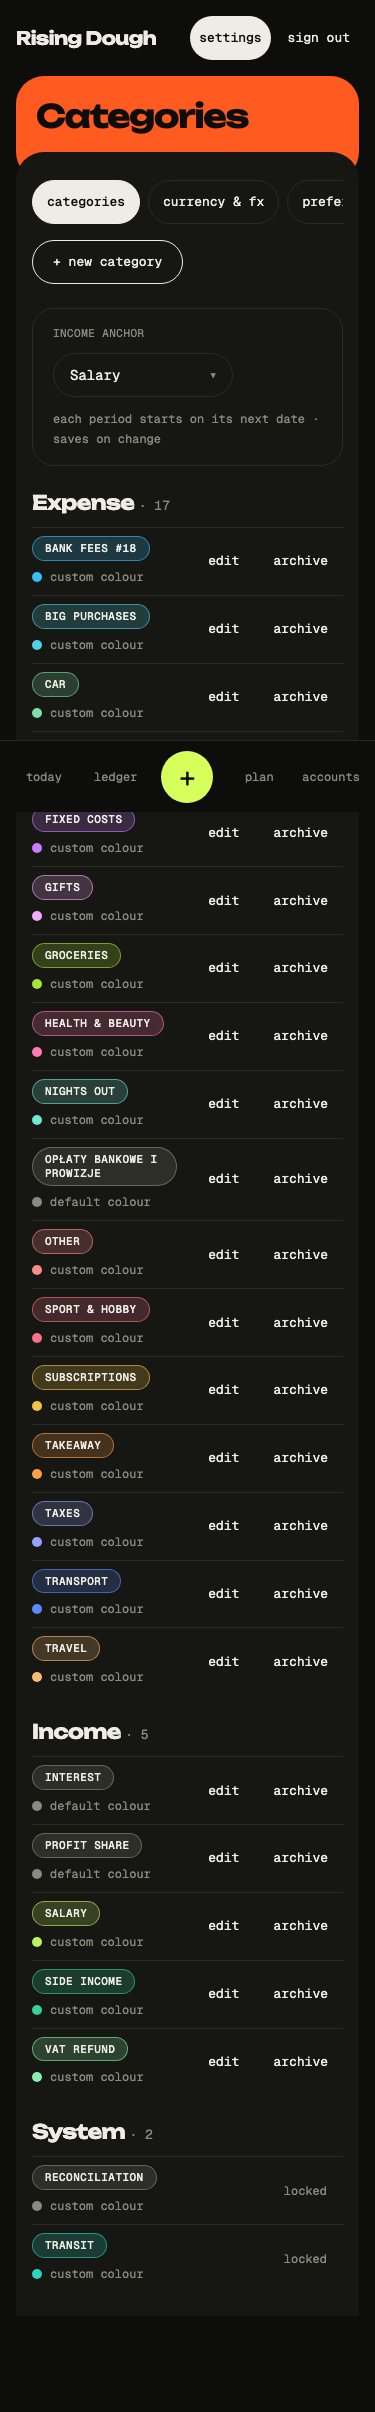 Rising Dough
settings
sign out
Categories
categories
currency & fx
+ new category
INCOME ANCHOR
Salary ▾
each period starts on its next date ·
saves on change
Expense · 17
BANK FEES #18
custom colour
edit archive
BIG PURCHASES
custom colour
edit archive
CAR
custom colour
edit archive
today ledger + plan accounts
FIXED COSTS
custom colour
edit archive
GIFTS
custom colour
edit archive
GROCERIES
custom colour
edit archive
HEALTH & BEAUTY
custom colour
edit archive
NIGHTS OUT
custom colour
edit archive
OPŁATY BANKOWE I
PROWIZJE
default colour
edit archive
OTHER
custom colour
edit archive
SPORT & HOBBY
custom colour
edit archive
SUBSCRIPTIONS
custom colour
edit archive
TAKEAWAY
custom colour
edit archive
TAXES
custom colour
edit archive
TRANSPORT
custom colour
edit archive
TRAVEL
custom colour
edit archive
Income · 5
INTEREST
default colour
edit archive
PROFIT SHARE
default colour
edit archive
SALARY
custom colour
edit archive
SIDE INCOME
custom colour
edit archive
VAT REFUND
custom colour
edit archive
System · 2
RECONCILIATION
custom colour
locked
TRANSIT
custom colour
locked